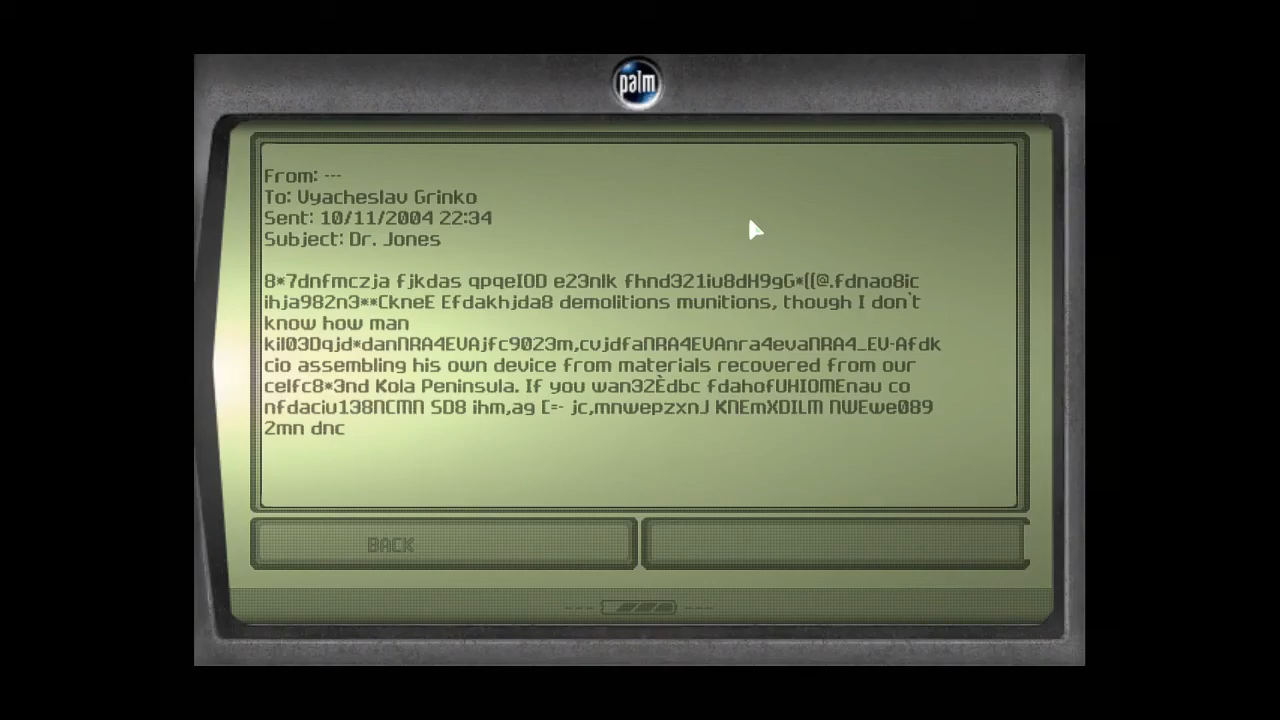 palm
From: ---
To: Vyacheslav Grinko
Sent: 10/11/2004 22:34
Subject: Dr. Jones
8*7dnfmczja fjkdas qpqeIOD e23nlk fhnd321iu8dH9gG*((@.fdnao8ic
ihja982n3**CkneE Efdakhjda8 demolitions munitions, though I don't
know how man
kil03Dqjd*danNRA4EVAjfc9023m,cvjdfaNRA4EVAnra4evaNRA4_EV-Afdk
cio assembling his own device from materials recovered from our
celfc8*3nd Kola Peninsula. If you wan32Èdbc fdahofUHIOMEnau co
nfdaciu138NCMN SD8 ihm,ag [=- jc,mnwepzxnJ KNEmXDILM NWEwe089
2mn dnc
BACK